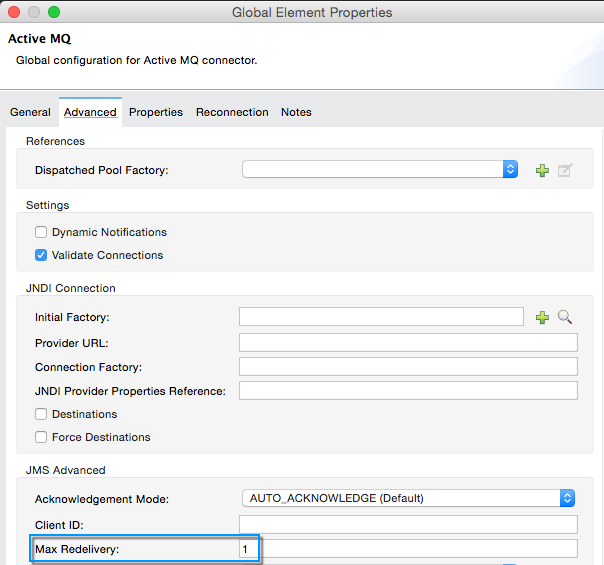 Global Element Properties
Active MQ
Global configuration for Active MQ connector.
General Advanced Properties Reconnection Notes
References
Dispatched Pool Factory:
Settings
Dynamic Notifications
Validate Connections
JNDI Connection
Initial Factory:
Provider URL:
Connection Factory:
JNDI Provider Properties Reference:
Destinations
Force Destinations
JMS Advanced
Acknowledgement Mode: AUTO_ACKNOWLEDGE (Default)
Client ID:
Max Redelivery: 1